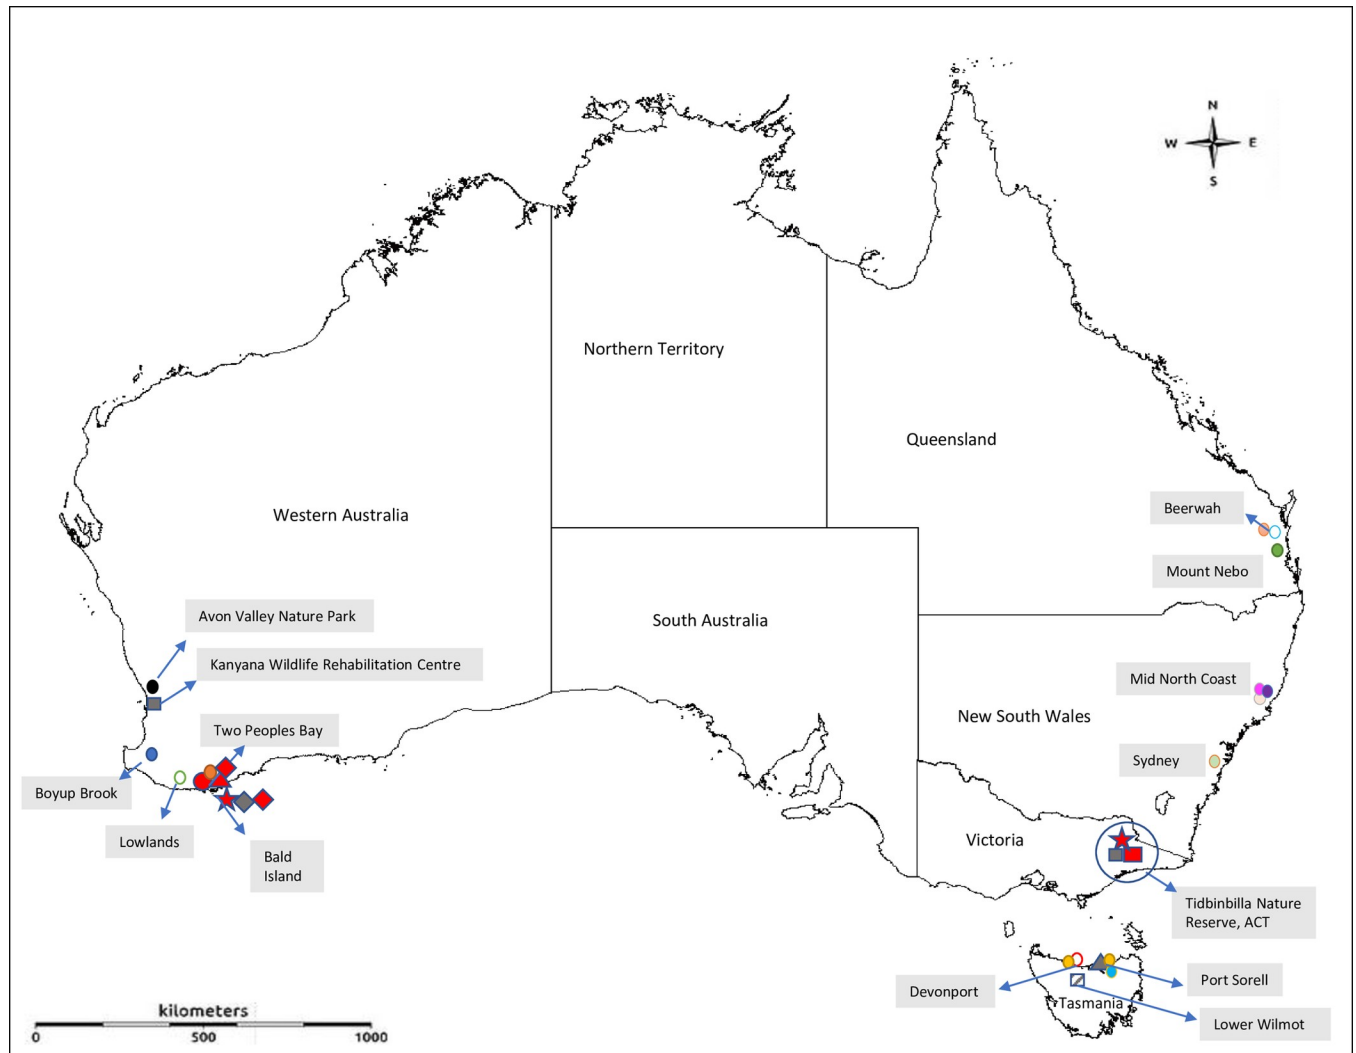 N
W E
S
Northern Territory
Queensland
Western Australia
Beerwah
Mount Nebo
Avon Valley Nature Park
South Australia
Kanyana Wildlife Rehabilitation Centre
Mid North Coast
New South Wales
Two Peoples Bay
Sydney
Boyup Brook
Lowlands
Victoria
Bald
Island
Tidbinbilla Nature
Reserve, ACT
Devonport
Port Sorell
Tasmania
Lower Wilmot
kilometers
0 500 1000